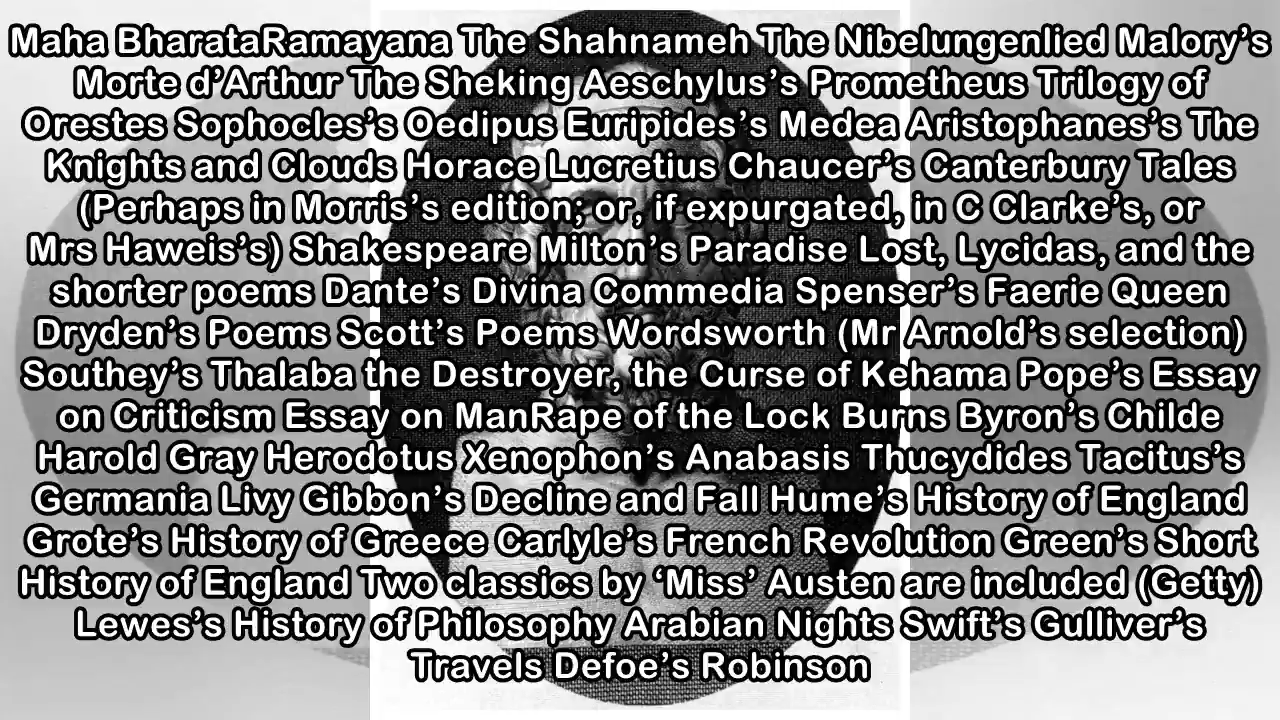 Maha BharataRamayana The Shahnameh The Nibelungenlied Malory’s
Morte d’Arthur The Sheking Aeschylus’s Prometheus Trilogy of
Orestes Sophocles’s Oedipus Euripides’s Medea Aristophanes’s The
Knights and Clouds Horace Lucretius Chaucer’s Canterbury Tales
(Perhaps in Morris’s edition; or, if expurgated, in C Clarke’s, or
Mrs Haweis’s) Shakespeare Milton’s Paradise Lost, Lycidas, and the
shorter poems Dante’s Divina Commedia Spenser’s Faerie Queen
Dryden’s Poems Scott’s Poems Wordsworth (Mr Arnold’s selection)
Southey’s Thalaba the Destroyer, the Curse of Kehama Pope’s Essay
on Criticism Essay on ManRape of the Lock Burns Byron’s Childe
Harold Gray Herodotus Xenophon’s Anabasis Thucydides Tacitus’s
Germania Livy Gibbon’s Decline and Fall Hume’s History of England
Grote’s History of Greece Carlyle’s French Revolution Green’s Short
History of England Two classics by ‘Miss’ Austen are included (Getty)
Lewes’s History of Philosophy Arabian Nights Swift’s Gulliver’s
Travels Defoe’s Robinson